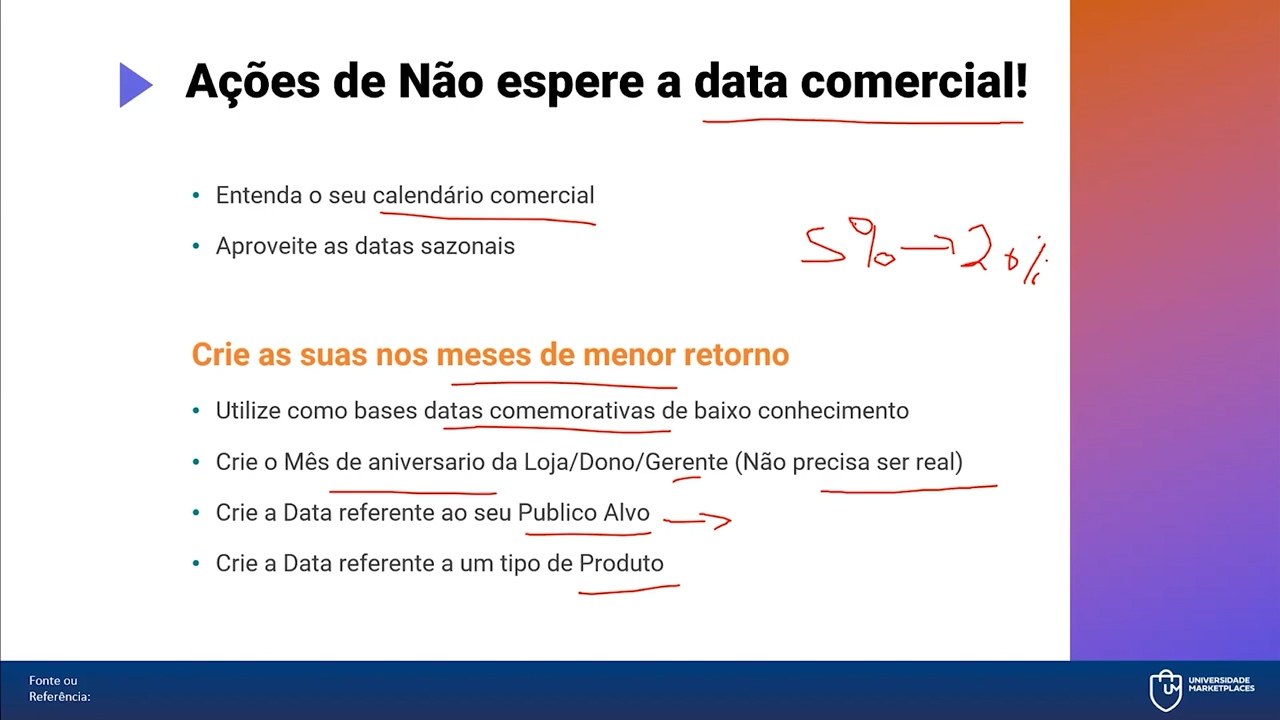 Ações de Não espere a data comercial!
• Entenda o seu calendário comercial
• Aproveite as datas sazonais
5% → 20%
Crie as suas nos meses de menor retorno
• Utilize como bases datas comemorativas de baixo conhecimento
• Crie o Mês de aniversario da Loja/Dono/Gerente (Não precisa ser real)
• Crie a Data referente ao seu Publico Alvo →
• Crie a Data referente a um tipo de Produto
Fonte ou
Referência:
UM
UNIVERSIDADE
MARKETPLACES